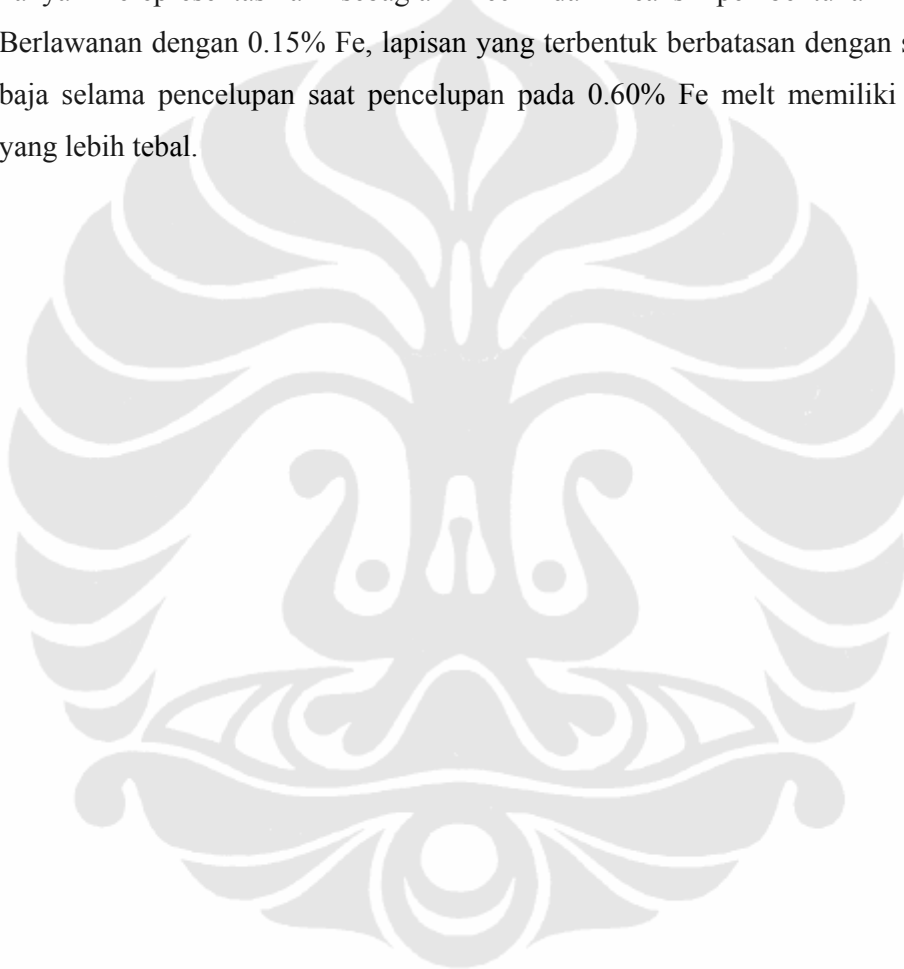 Berlawanan dengan 0.15% Fe, lapisan yang terbentuk berbatasan dengan
baja selama pencelupan saat pencelupan pada 0.60% Fe melt memiliki
yang lebih tebal.